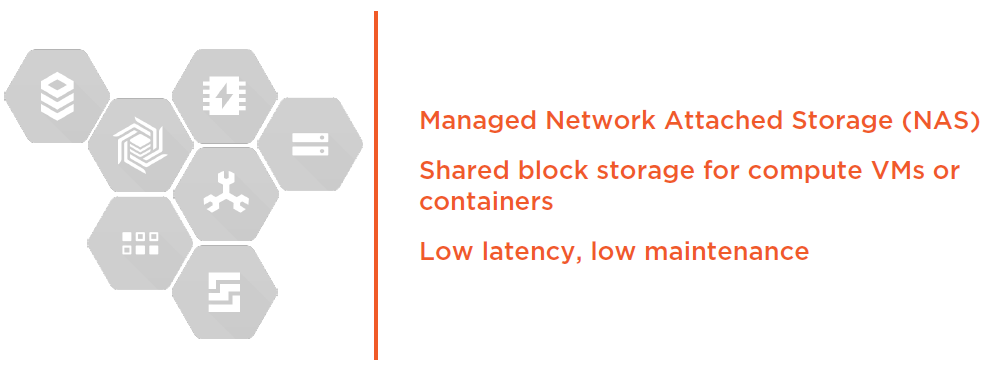 Managed Network Attached Storage (NAS)
Shared block storage for compute VMs or
containers
Low latency, low maintenance